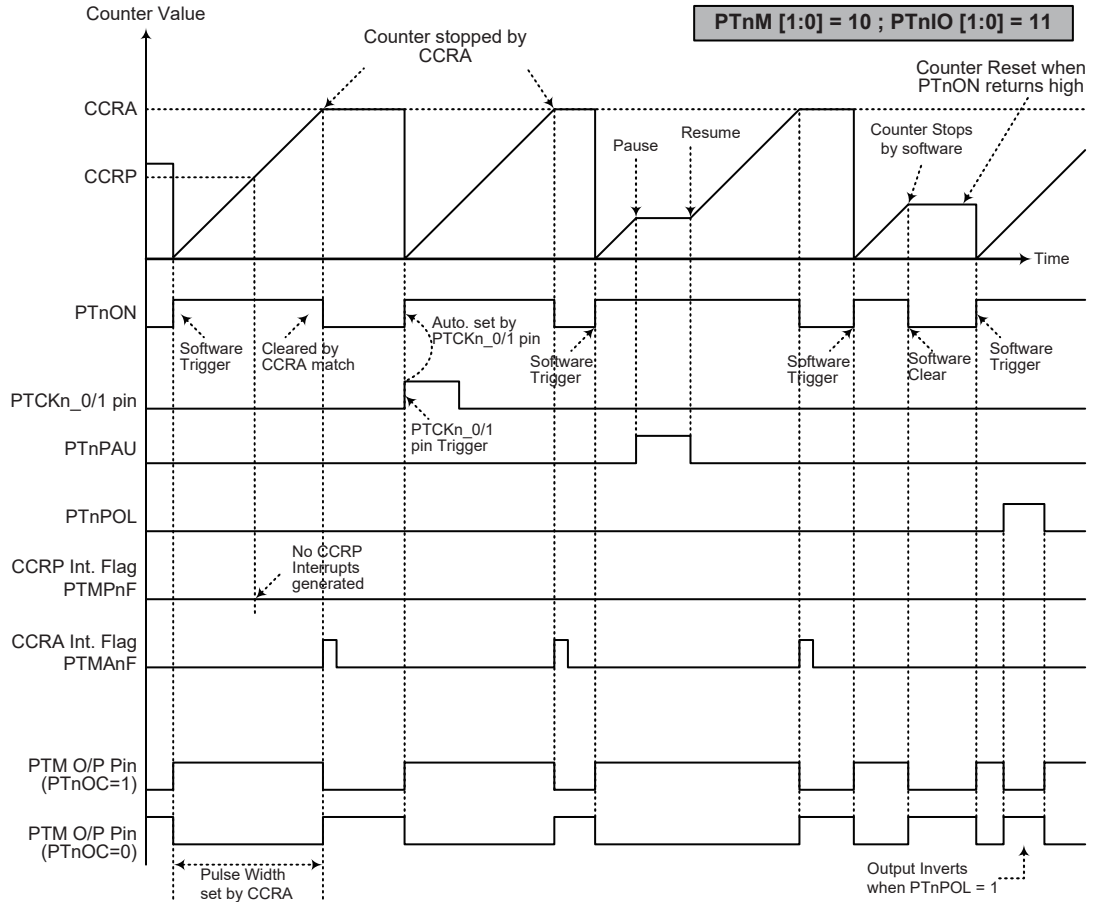 Counter Value
PTnM [1:0] = 10 ; PTnIO [1:0] = 11
Counter stopped by
CCRA
Counter Reset when
PTnON returns high
CCRA
Pause
Resume
Counter Stops
by software
CCRP
Time
PTnON
Software
Trigger
Cleared by
CCRA match
Auto. set by
PTCKn_0/1 pin
Software
Trigger
Software
Trigger
Software
Clear
Software
Trigger
PTCKn_0/1 pin
PTCKn_0/1
pin Trigger
PTnPAU
PTnPOL
CCRP Int. Flag
PTMPnF
No CCRP
Interrupts
generated
CCRA Int. Flag
PTMAnF
PTM O/P Pin
(PTnOC=1)
PTM O/P Pin
(PTnOC=0)
Pulse Width
set by CCRA
Output Inverts
when PTnPOL = 1